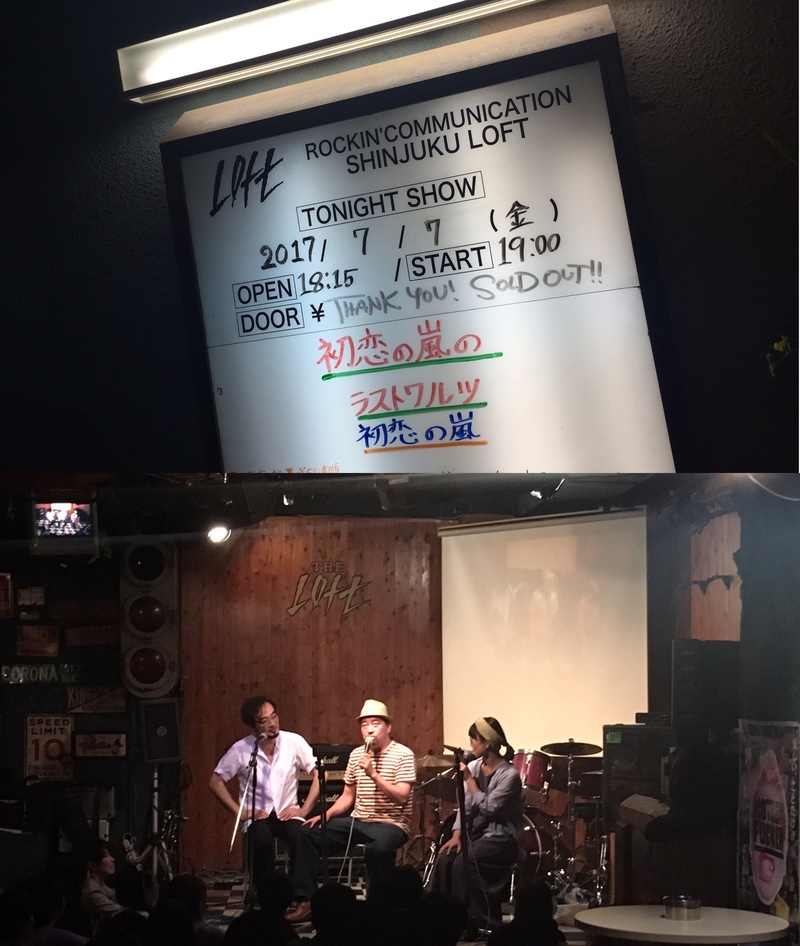 Loft
ROCKIN'COMMUNICATION
SHINJUKU LOFT
TONIGHT SHOW
2017/ 7 / 7 (金)
OPEN 18:15 / START 19:00
DOOR ¥ THANK YOU! SOLD OUT!!
初恋の嵐の
ラストワルツ
初恋の嵐
THE
Loft
CORONA
SPEED
LIMIT
10